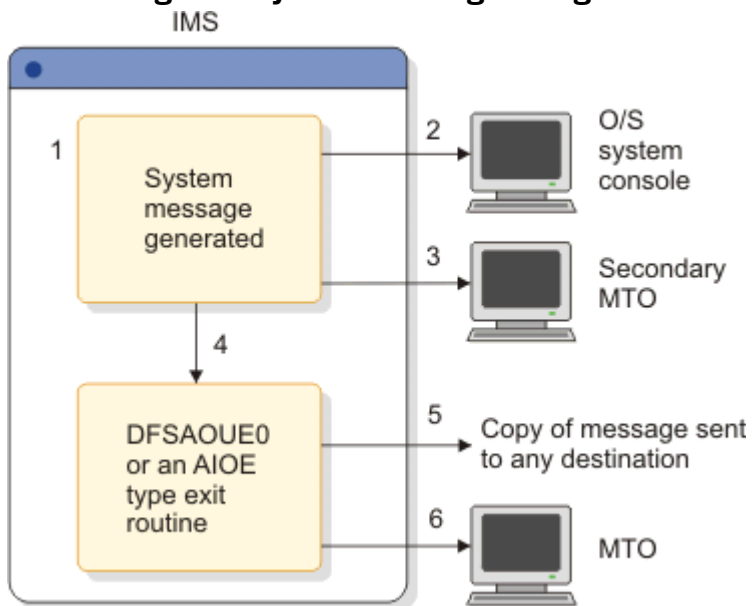 IMS
1
System
message
generated
2
O/S
system
console
3
Secondary
MTO
4
DFSAOUE0
or an AIOE
type exit
routine
5
Copy of message sent
to any destination
6
MTO